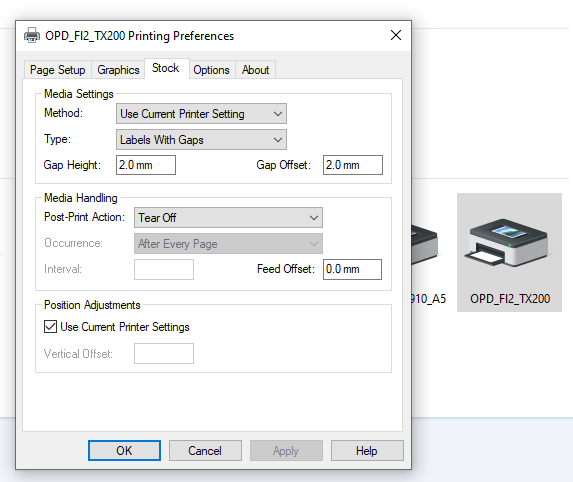 OPD_FI2_TX200 Printing Preferences
Page Setup Graphics Stock Options About
Media Settings
Method: Use Current Printer Setting
Type: Labels With Gaps
Gap Height: 2.0 mm Gap Offset: 2.0 mm
Media Handling
Post-Print Action: Tear Off
Occurrence: After Every Page
Interval: Feed Offset: 0.0 mm
Position Adjustments
Use Current Printer Settings
Vertical Offset:
OK Cancel Apply Help
910_A5
OPD_FI2_TX200